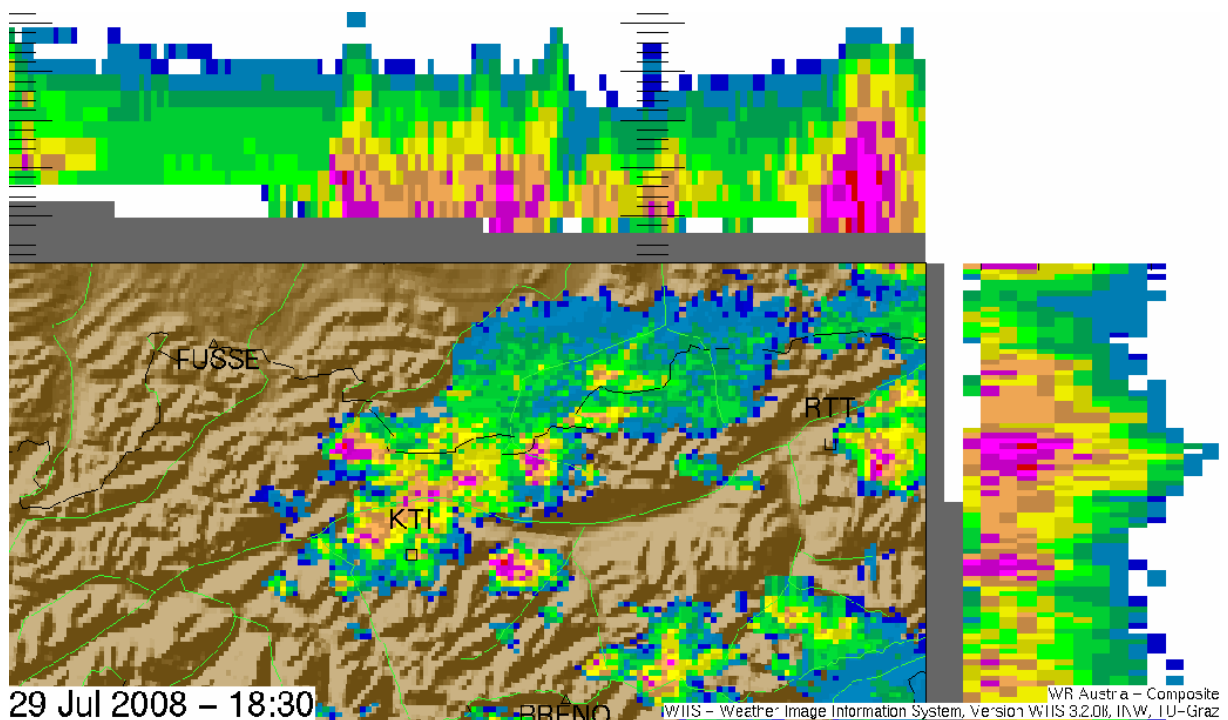 FUSSE
RTT
KTI
BRENO
29 Jul 2008 – 18:30
WR Austria – Composite
WIIS – Weather Image Information System, Version WIIS 3.2.08, INW, TU–Graz